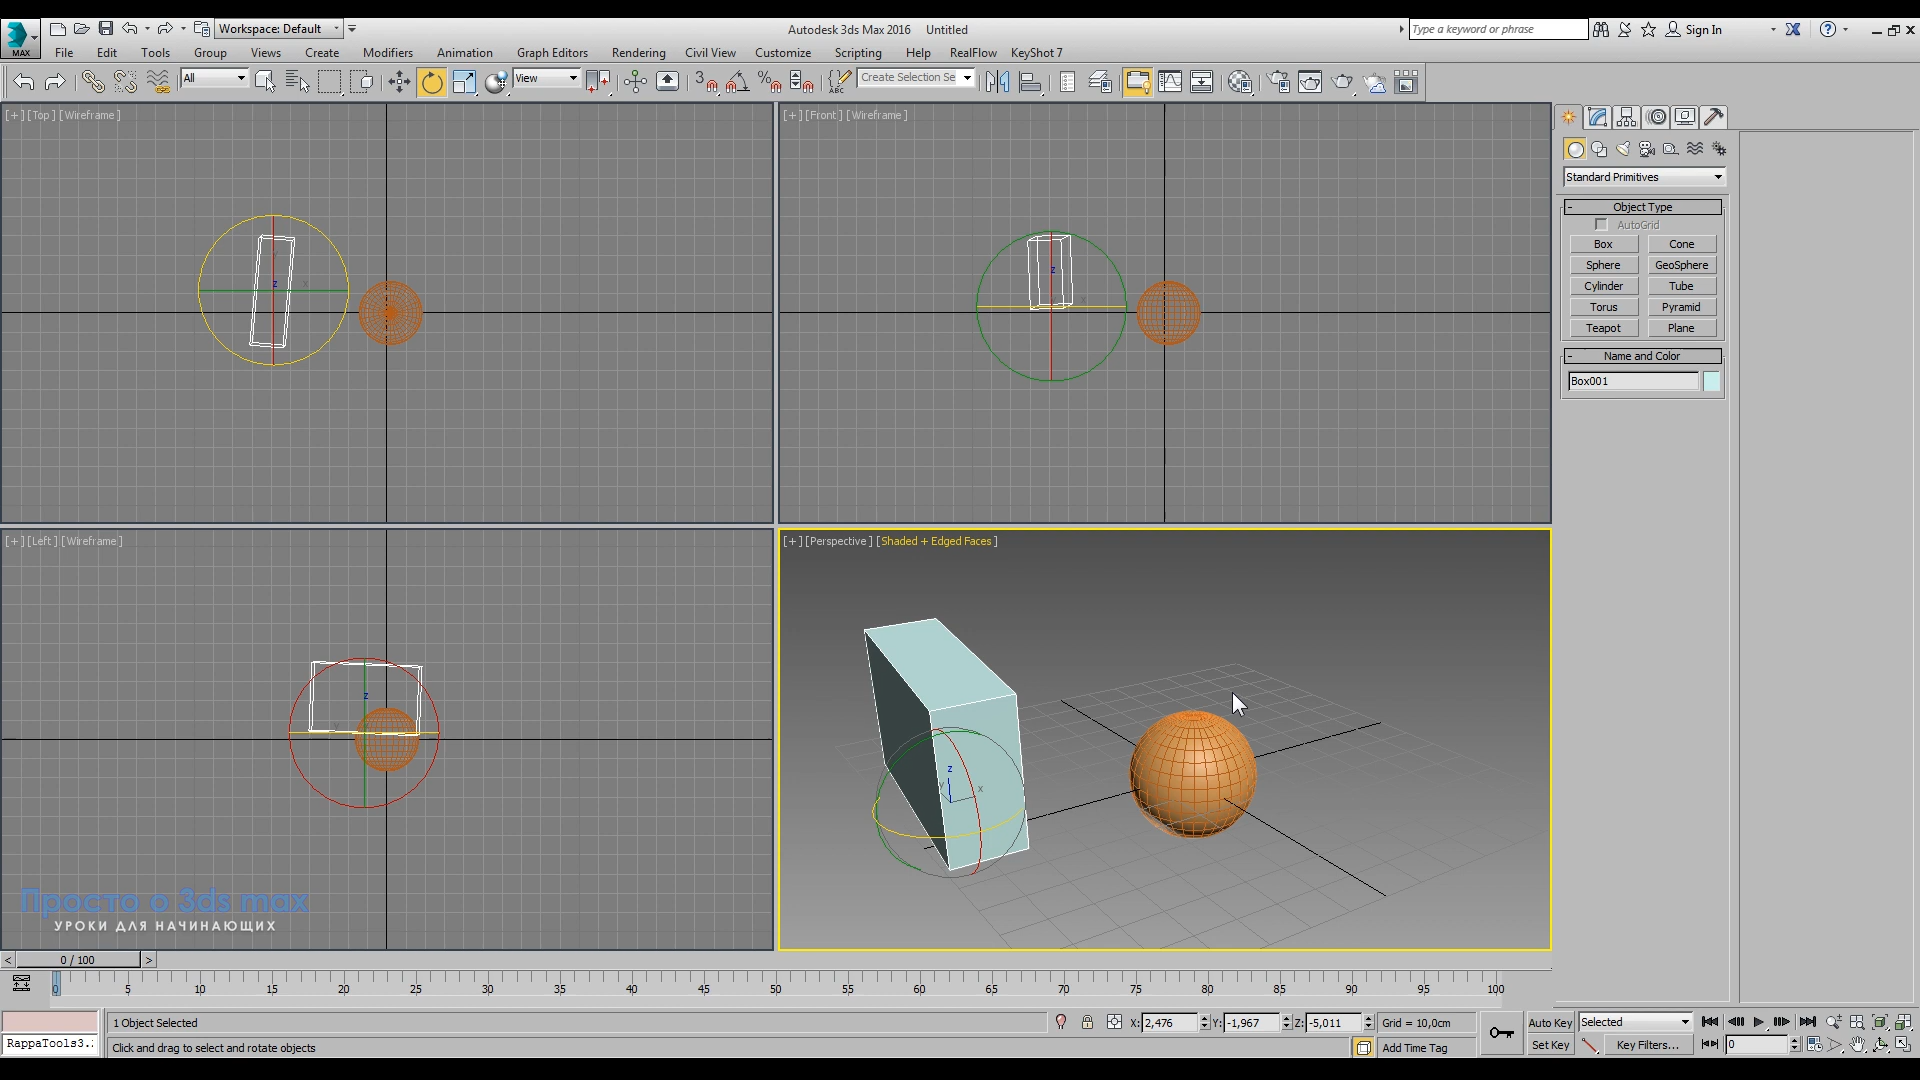 Workspace: Default
Autodesk 3ds Max 2016 Untitled
Type a keyword or phrase
Sign In
MAX
File Edit Tools Group Views Create Modifiers Animation Graph Editors Rendering Civil View Customize Scripting Help RealFlow KeyShot 7
All
View
3
%
ABC
Create Selection Se
[+] [Top] [Wireframe]
z x
[+] [Front] [Wireframe]
z x
Standard Primitives
- Object Type
AutoGrid
Box Cone
Sphere GeoSphere
Cylinder Tube
Torus Pyramid
Teapot Plane
- Name and Color
Box001
[+] [Left] [Wireframe]
z
y
[+] [Perspective] [Shaded + Edged Faces]
z
x
Просто о 3ds max
УРОКИ ДЛЯ НАЧИНАЮЩИХ
< 0 / 100 >
0 5 10 15 20 25 30 35 40 45 50 55 60 65 70 75 80 85 90 95 100
1 Object Selected
X: 2,476 Y: -1,967 Z: -5,011 Grid = 10,0cm
Auto Key Selected
RappaTools3.
Click and drag to select and rotate objects
Add Time Tag
Set Key Key Filters... 0